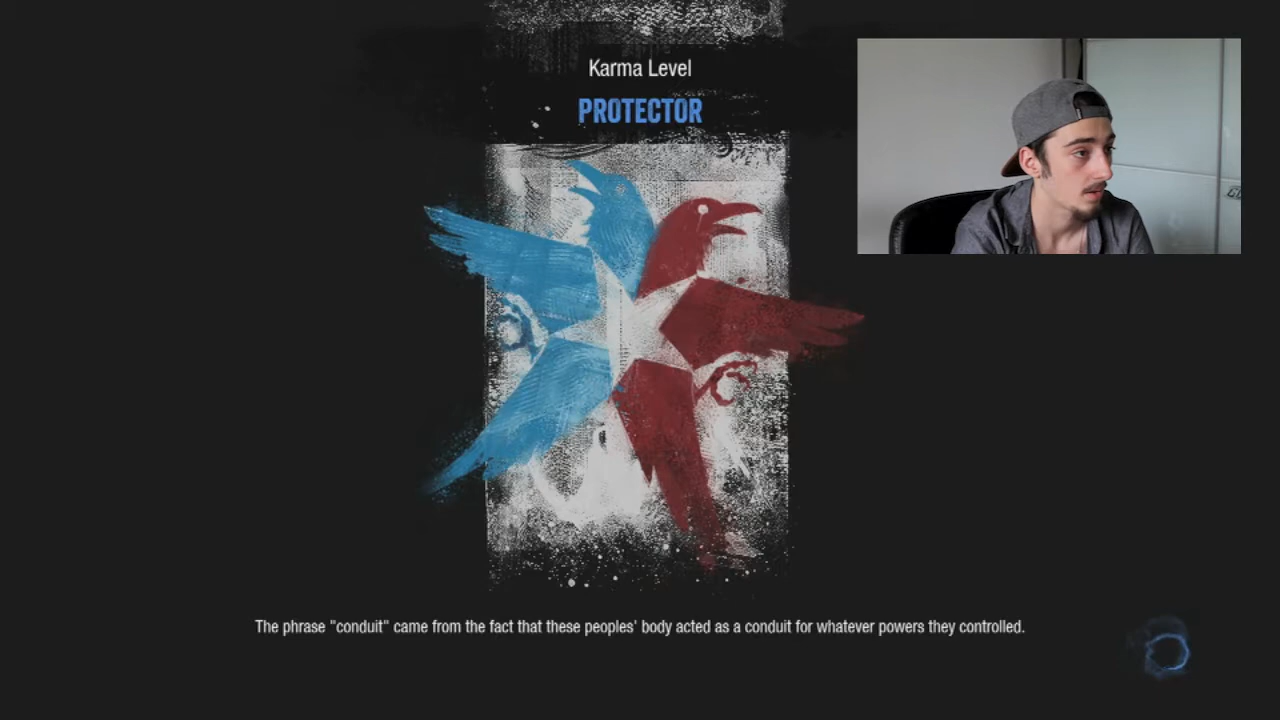 Karma Level
PROTECTOR
The phrase "conduit" came from the fact that these peoples' body acted as a conduit for whatever powers they controlled.